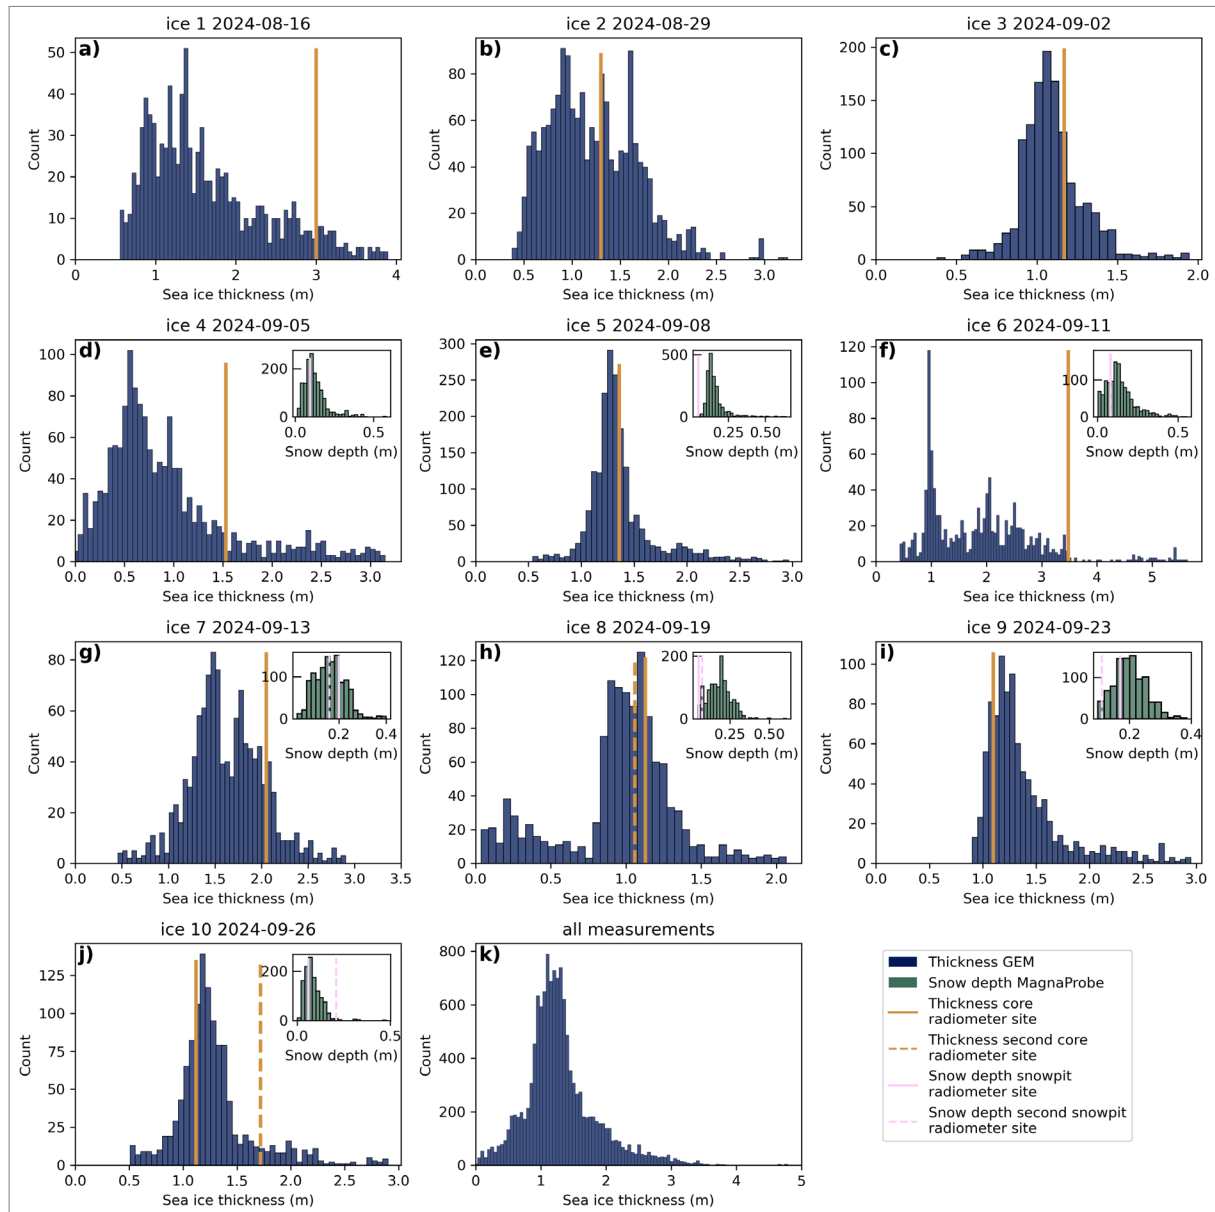 ice 1 2024-08-16
a)
50
40
30
20
10
0
Count
0
1
2
3
4
Sea ice thickness (m)
ice 2 2024-08-29
b)
80
60
40
20
0
Count
0.0
0.5
1.0
1.5
2.0
2.5
3.0
Sea ice thickness (m)
ice 3 2024-09-02
c)
200
150
100
50
0
Count
0.0
0.5
1.0
1.5
2.0
Sea ice thickness (m)
ice 4 2024-09-05
d)
100
80
60
40
20
0
Count
0.0
0.5
1.0
1.5
2.0
2.5
3.0
Sea ice thickness (m)
200
0
0.0
0.5
Snow depth (m)
ice 5 2024-09-08
e)
300
250
200
150
100
50
0
Count
0.0
0.5
1.0
1.5
2.0
2.5
3.0
Sea ice thickness (m)
500
0
0.25
0.50
Snow depth (m)
ice 6 2024-09-11
f)
120
100
80
60
40
20
0
Count
0
1
2
3
4
5
Sea ice thickness (m)
100
0
0.0
0.5
Snow depth (m)
ice 7 2024-09-13
g)
80
60
40
20
0
Count
0.0
0.5
1.0
1.5
2.0
2.5
3.0
3.5
Sea ice thickness (m)
100
0
0.2
0.4
Snow depth (m)
ice 8 2024-09-19
h)
120
100
80
60
40
20
0
Count
0.0
0.5
1.0
1.5
2.0
Sea ice thickness (m)
200
100
0
0.25
0.50
Snow depth (m)
ice 9 2024-09-23
i)
100
80
60
40
20
0
Count
0.0
0.5
1.0
1.5
2.0
2.5
3.0
Sea ice thickness (m)
100
0
0.2
0.4
Snow depth (m)
ice 10 2024-09-26
j)
125
100
75
50
25
0
Count
0.0
0.5
1.0
1.5
2.0
2.5
3.0
Sea ice thickness (m)
200
0
0.0
0.5
Snow depth (m)
all measurements
k)
800
600
400
200
0
Count
0
1
2
3
4
5
Sea ice thickness (m)
Thickness GEM
Snow depth MagnaProbe
Thickness core
radiometer site
Thickness second core
radiometer site
Snow depth snowpit
radiometer site
Snow depth second snowpit
radiometer site